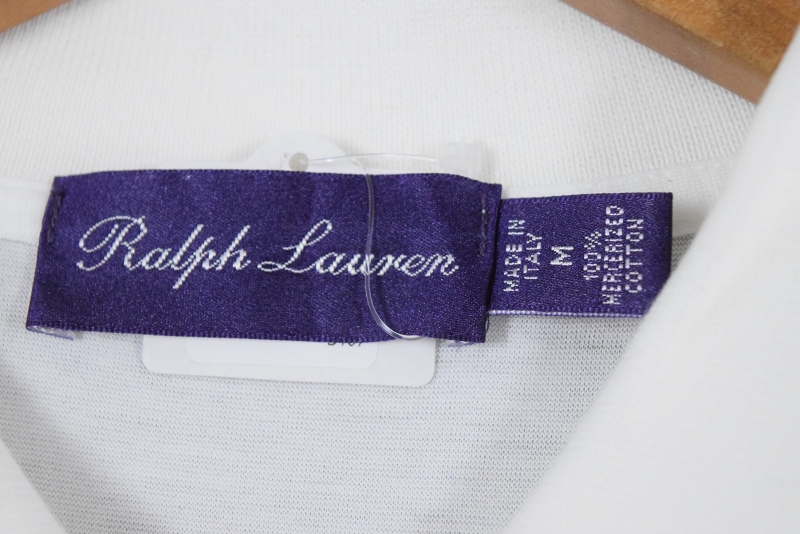 Ralph Lauren
MADE IN
ITALY
M
100%
MERCERIZED
COTTON